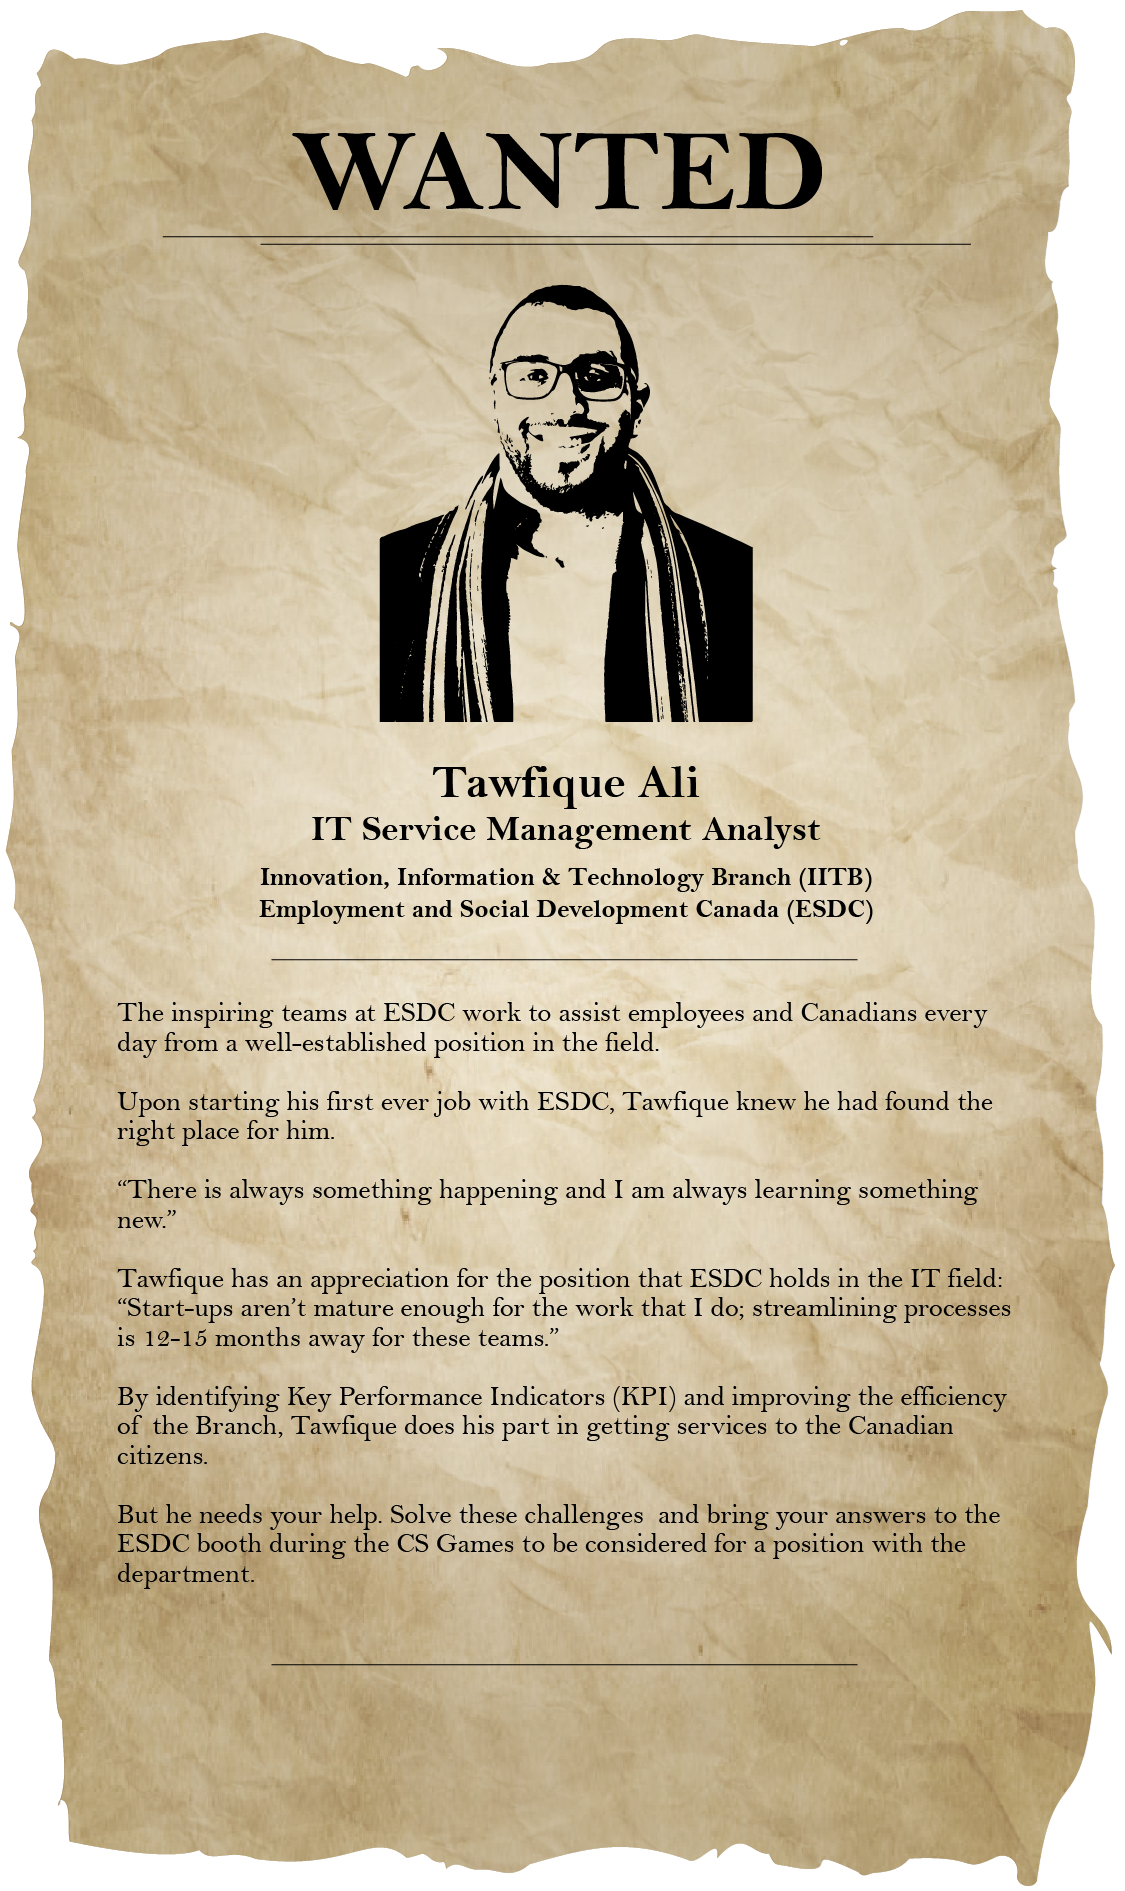 WANTED
Tawfique Ali
IT Service Management Analyst
Innovation, Information & Technology Branch (IITB)
Employment and Social Development Canada (ESDC)
The inspiring teams at ESDC work to assist employees and Canadians every
day from a well-established position in the field.
Upon starting his first ever job with ESDC, Tawfique knew he had found the
right place for him.
“There is always something happening and I am always learning something
new.”
Tawfique has an appreciation for the position that ESDC holds in the IT field:
“Start-ups aren’t mature enough for the work that I do; streamlining processes
is 12-15 months away for these teams.”
By identifying Key Performance Indicators (KPI) and improving the efficiency
of the Branch, Tawfique does his part in getting services to the Canadian
citizens.
But he needs your help. Solve these challenges and bring your answers to the
ESDC booth during the CS Games to be considered for a position with the
department.